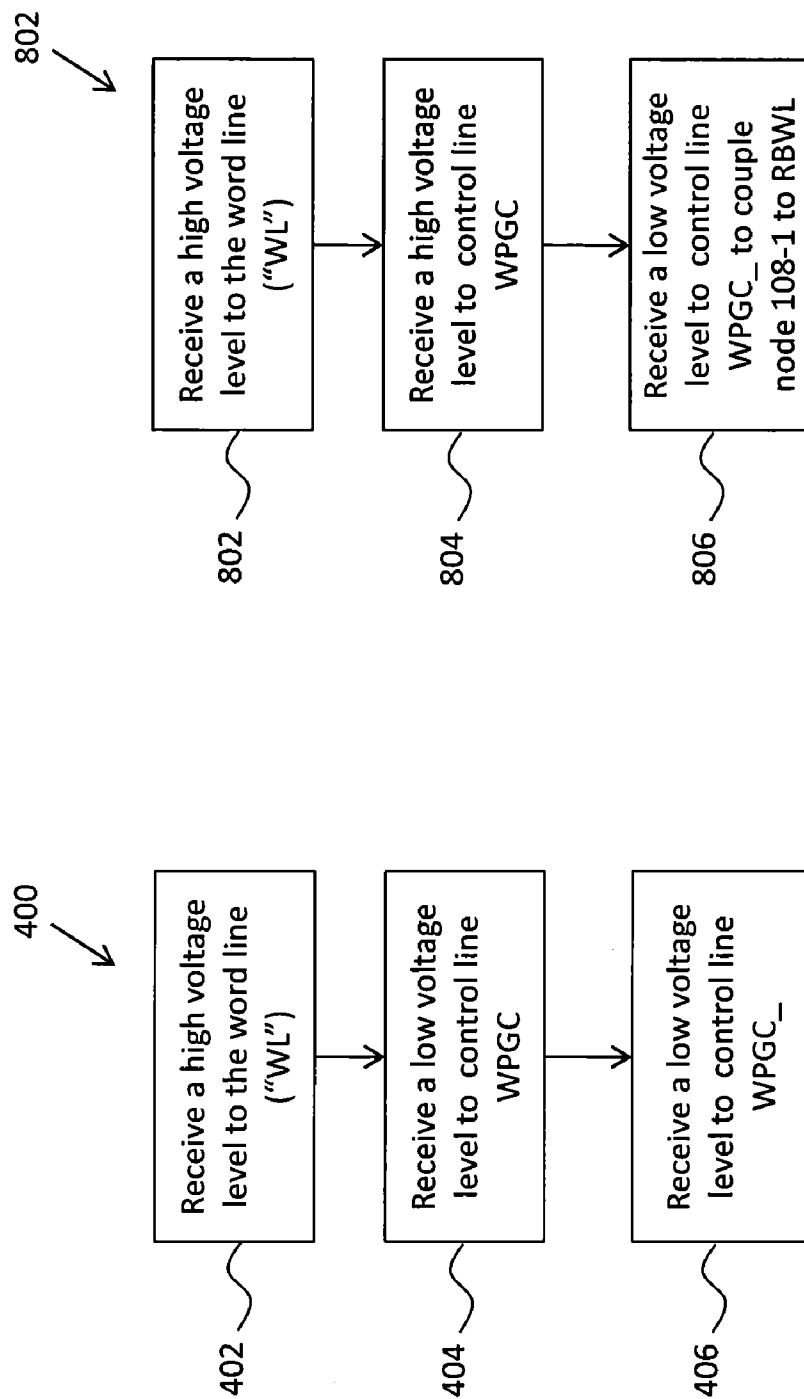 400
402
Receive a high voltage
level to the word line
(“WL”)
404
Receive a low voltage
level to control line
WPGC
406
Receive a low voltage
level to control line
WPGC_
802
802
Receive a high voltage
level to the word line
(“WL”)
804
Receive a high voltage
level to control line
WPGC
806
Receive a low voltage
level to control line
WPGC_ to couple
node 108-1 to RBWL